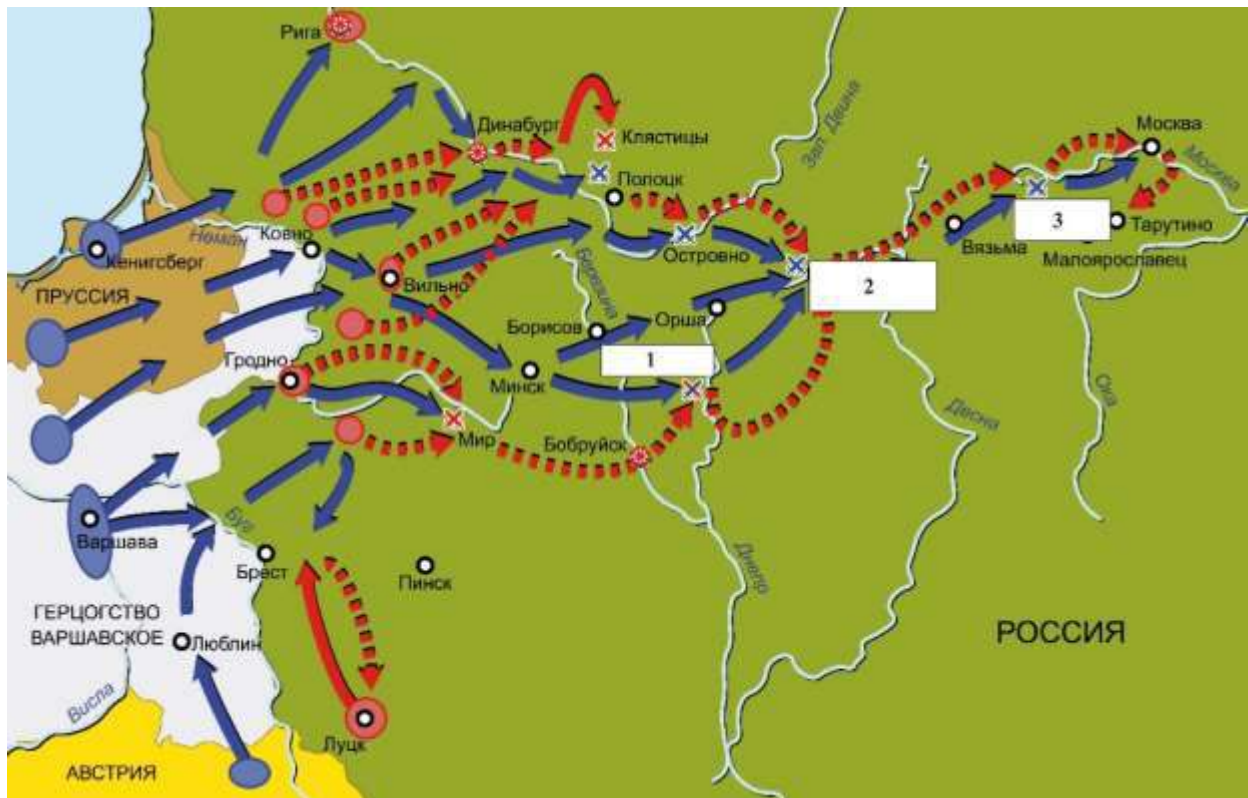 Рига
Динабург
Клястицы
Зап. Двина
Москва
Москва
Полоцк
Неман
Ковно
Кенигсберг
Вильно
Березина
Островно
Вязьма
3
Тарутино
Малоярославец
ПРУССИЯ
2
Борисов
Орша
Гродно
1
Минск
Ока
Десна
Мир
Бобруйск
Буг
Варшава
Брест
Пинск
Днепр
ГЕРЦОГСТВО
ВАРШАВСКОЕ
Люблин
РОССИЯ
Висла
Луцк
АВСТРИЯ